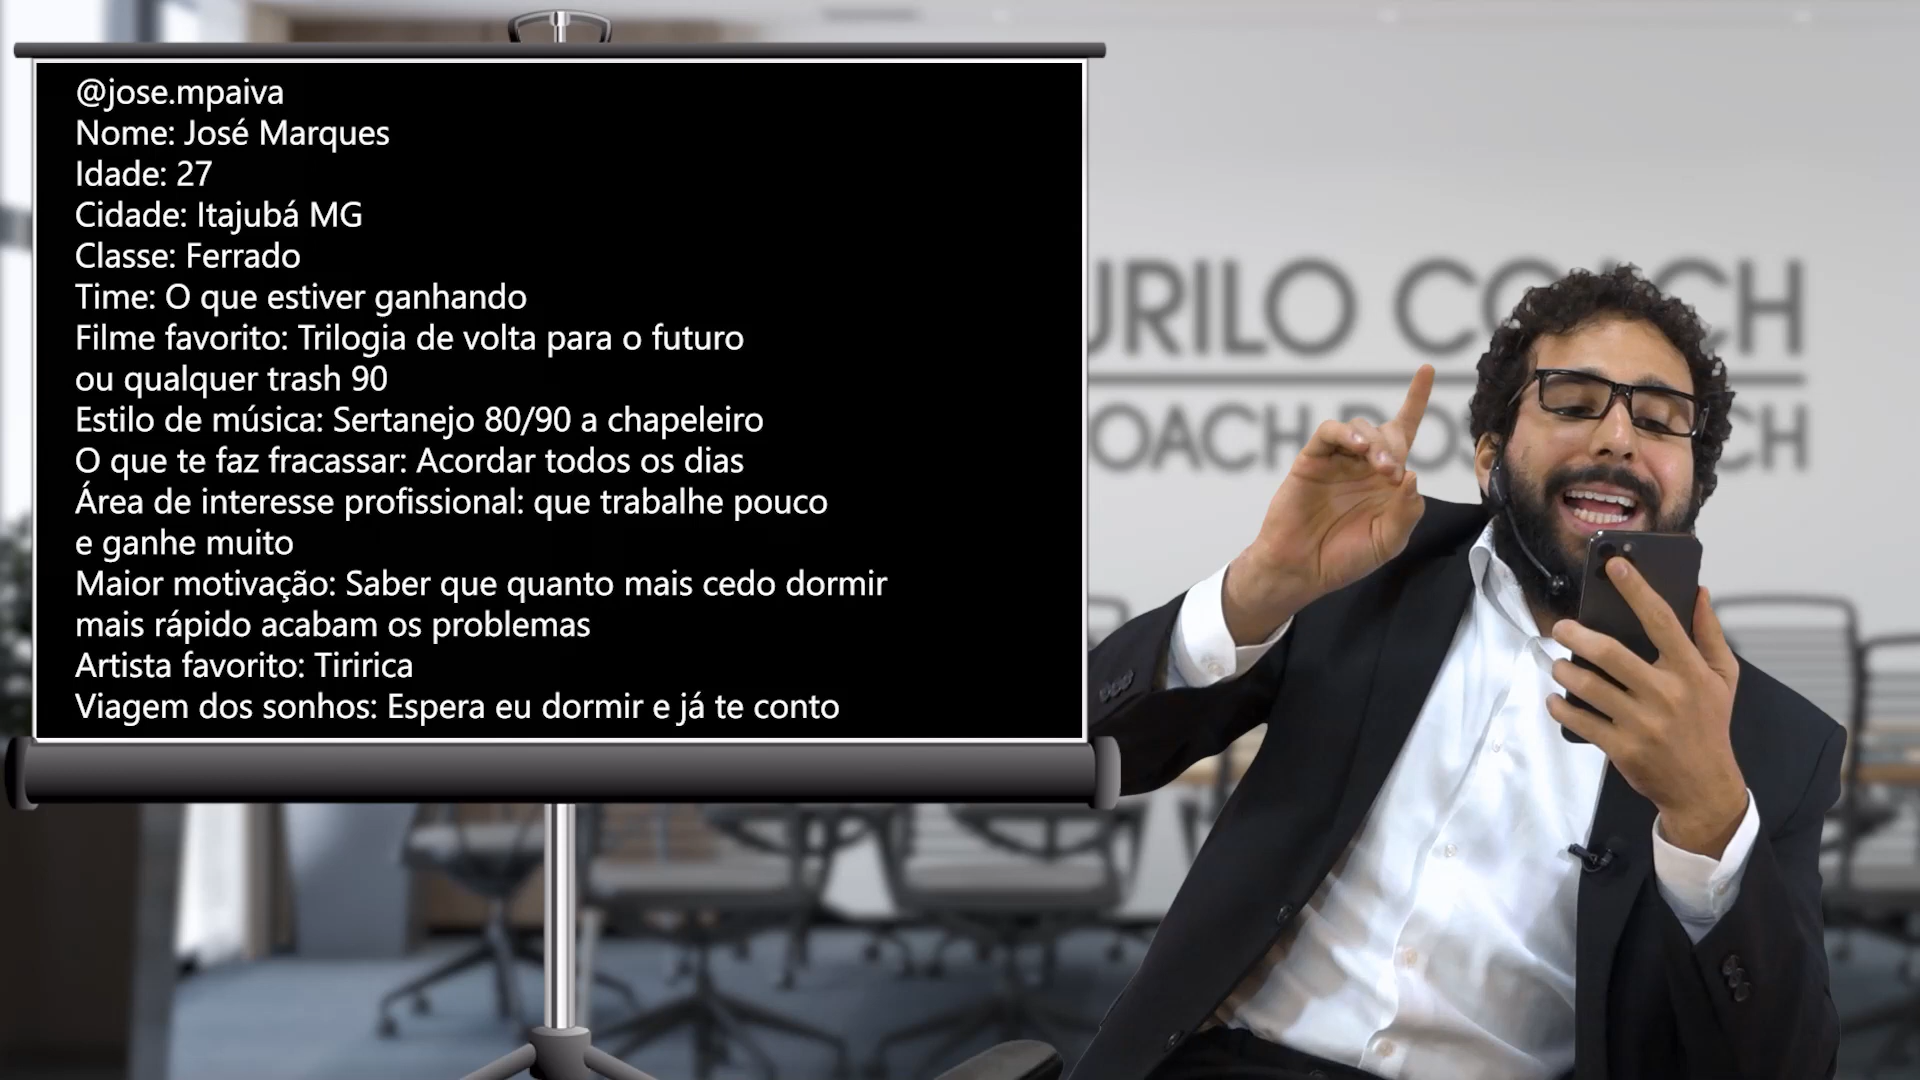 @jose.mpaiva
Nome: José Marques
Idade: 27
Cidade: Itajubá MG
Classe: Ferrado
Time: O que estiver ganhando
Filme favorito: Trilogia de volta para o futuro
ou qualquer trash 90
Estilo de música: Sertanejo 80/90 a chapeleiro
O que te faz fracassar: Acordar todos os dias
Área de interesse profissional: que trabalhe pouco
e ganhe muito
Maior motivação: Saber que quanto mais cedo dormir
mais rápido acabam os problemas
Artista favorito: Tiririca
Viagem dos sonhos: Espera eu dormir e já te conto
URILO COACH
OACH DOS CH